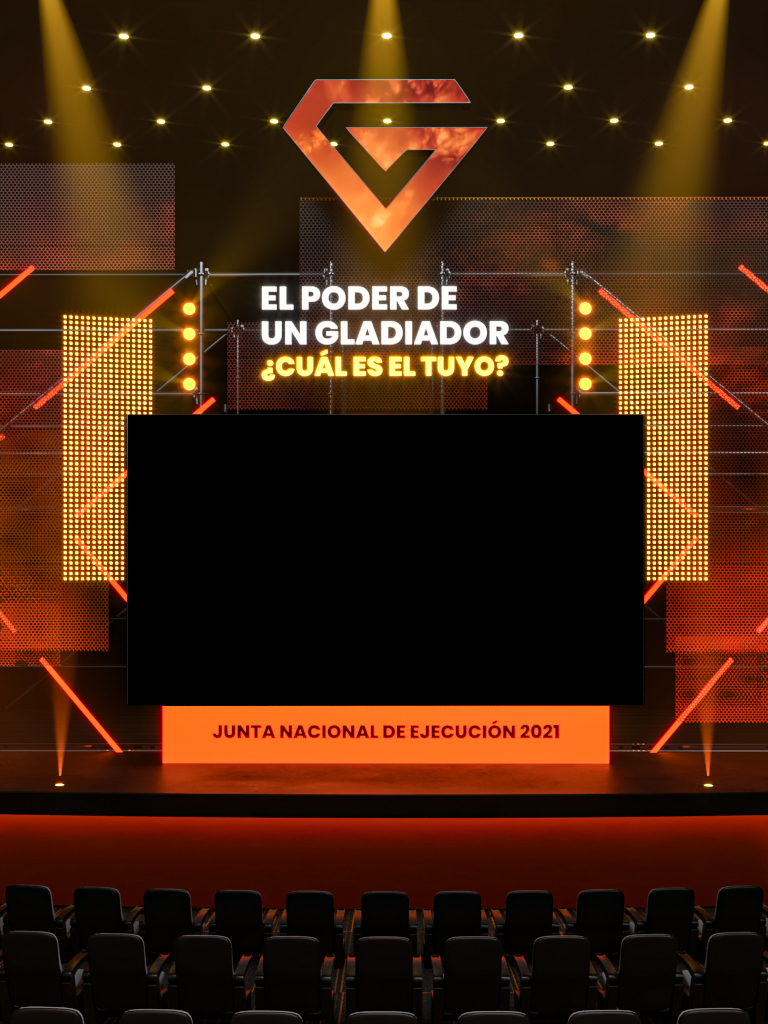 EL PODER DE
UN GLADIADOR
¿CUÁL ES EL TUYO?
JUNTA NACIONAL DE EJECUCIÓN 2021